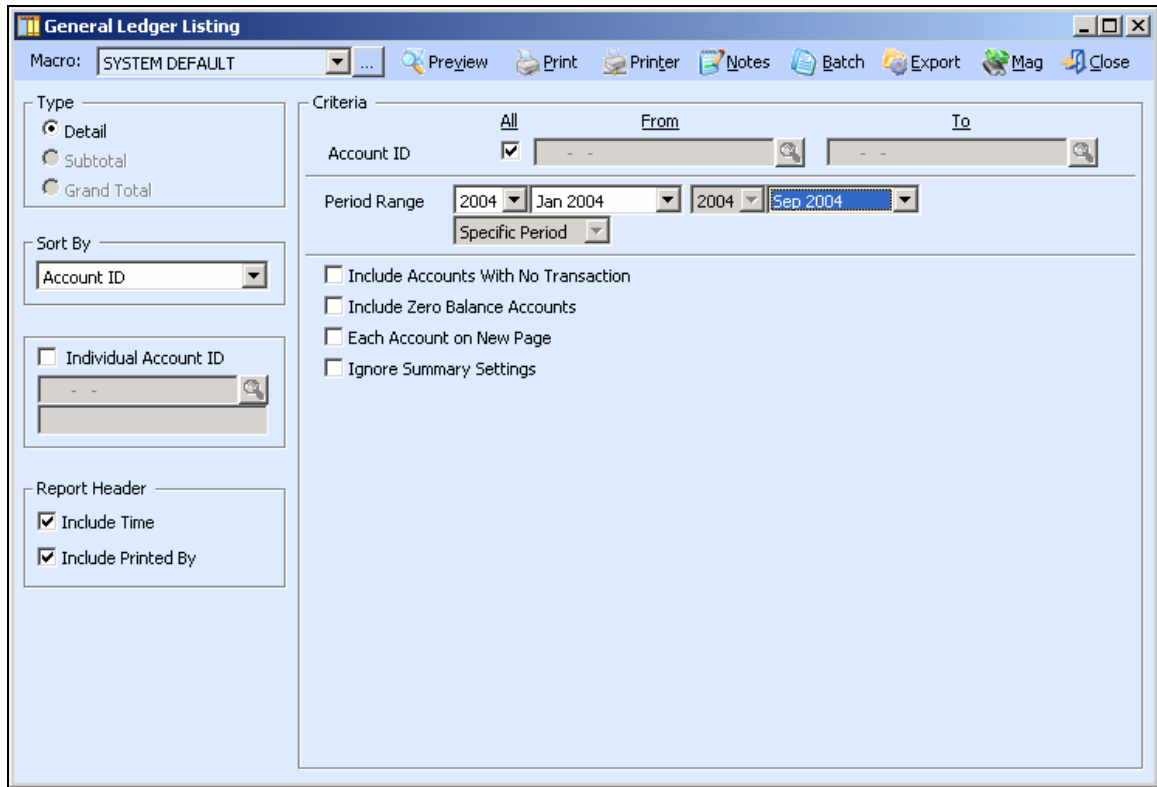 General Ledger Listing
Macro: SYSTEM DEFAULT ... Preview Print Printer Notes Batch Export Mag Close
Type
Detail
Subtotal
Grand Total
Sort By
Account ID
Individual Account ID
- -
Report Header
Include Time
Include Printed By
Criteria
All From To
Account ID - - - -
Period Range 2004 Jan 2004 2004 Sep 2004
Specific Period
Include Accounts With No Transaction
Include Zero Balance Accounts
Each Account on New Page
Ignore Summary Settings